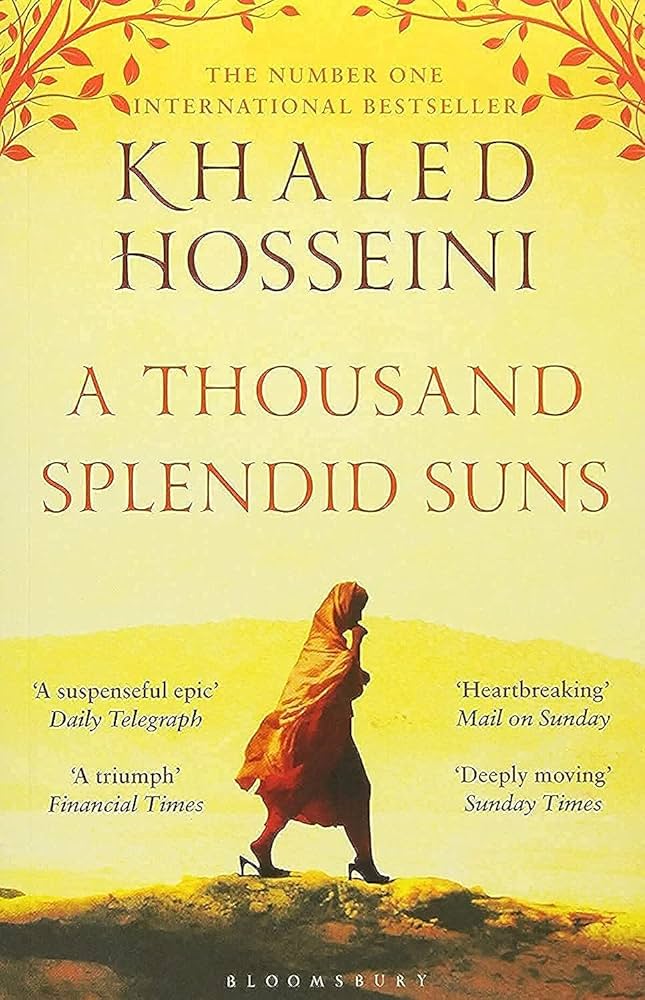 THE NUMBER ONE
INTERNATIONAL BESTSELLER
KHALED
HOSSEINI
A THOUSAND
SPLENDID SUNS
‘A suspenseful epic’
Daily Telegraph
‘A triumph’
Financial Times
‘Heartbreaking’
Mail on Sunday
‘Deeply moving’
Sunday Times
BLOOMSBURY